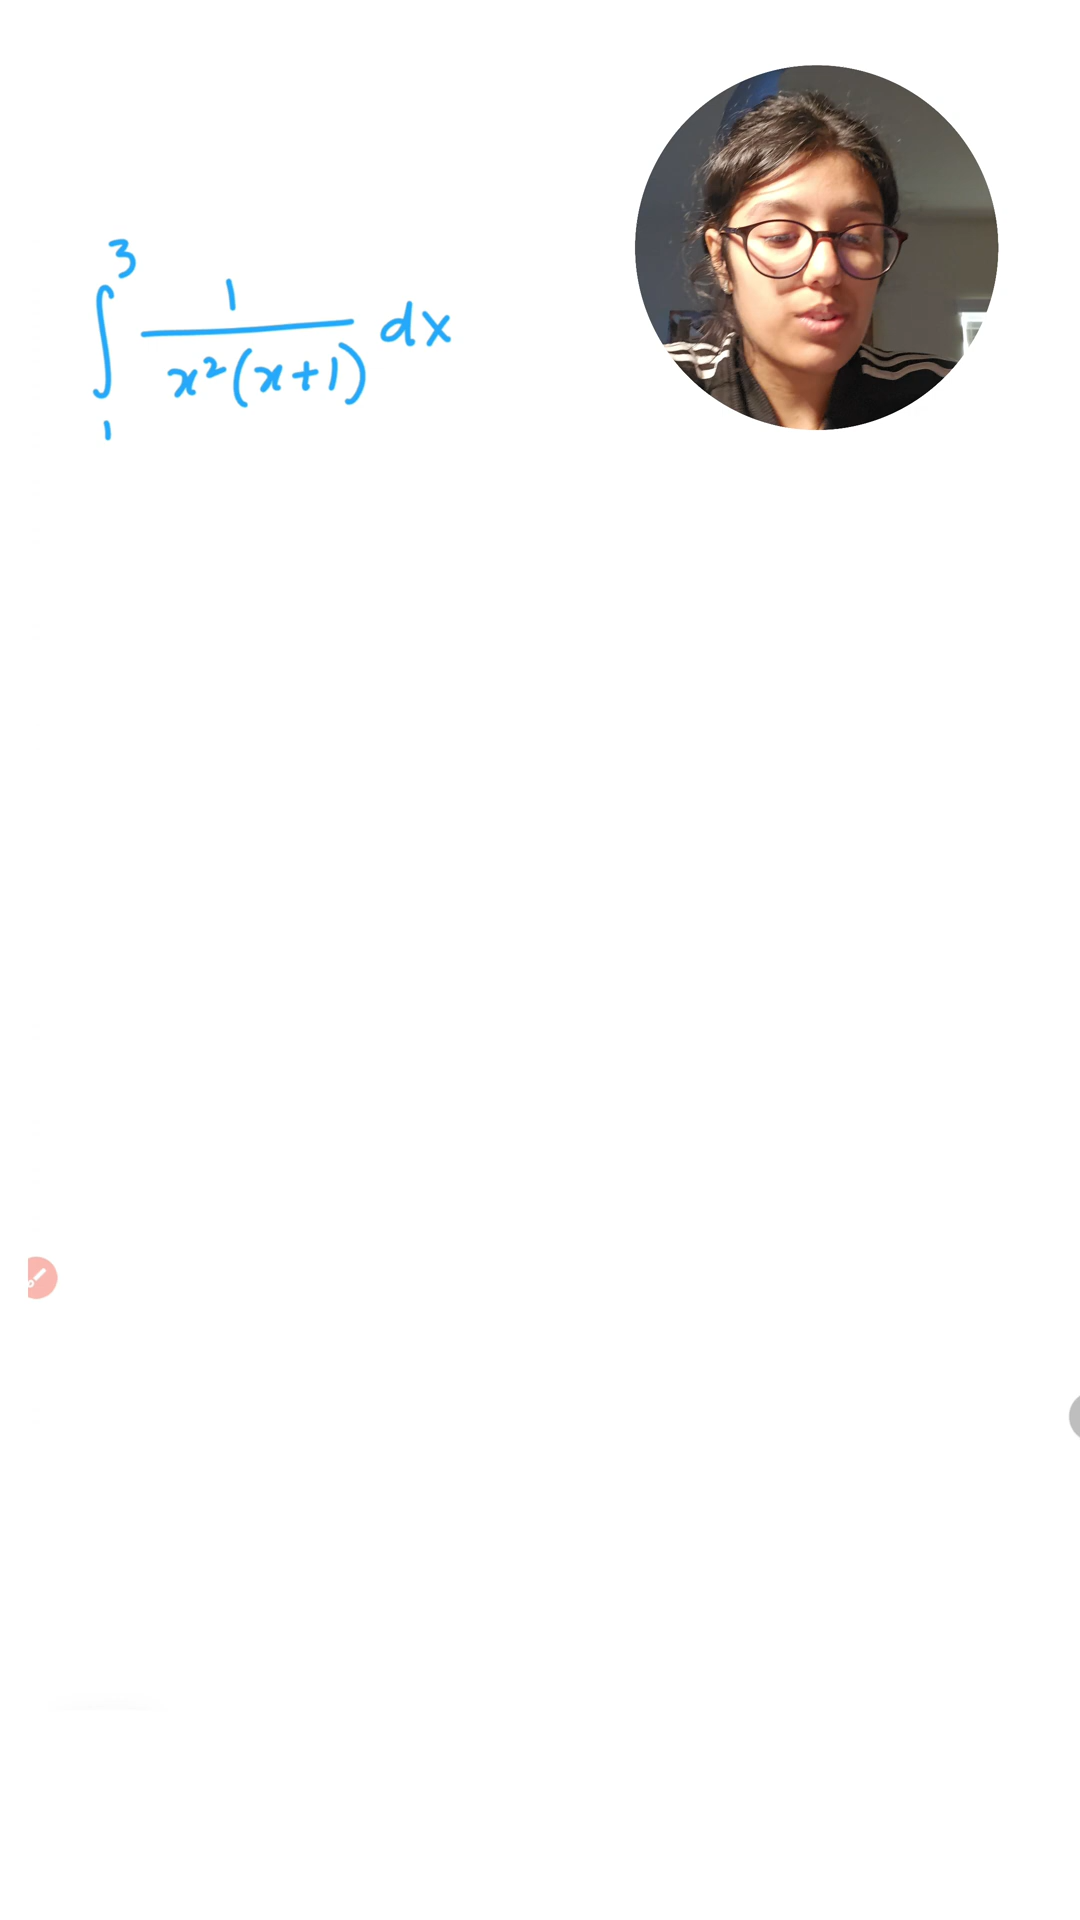 ∫₁³ 1/(x²(x+1)) dx